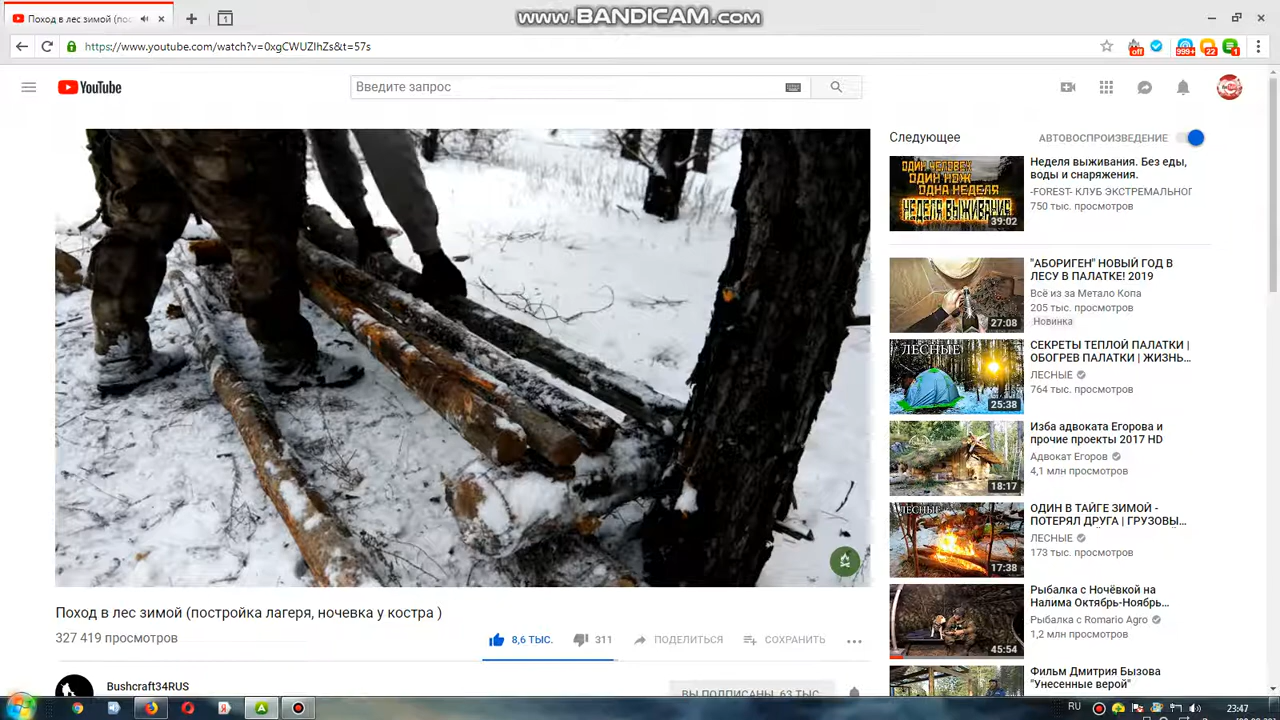 www.BANDICAM.com
Поход в лес зимой (пос
1
https://www.youtube.com/watch?v=0xgCWUZIhZs&t=57s
off
999+
22
1
YouTube
Введите запрос
Следующее
АВТОВОСПРОИЗВЕДЕНИЕ
ОДИН ЧЕЛОВЕК
ОДИН НОЖ
ОДНА НЕДЕЛЯ
НЕДЕЛЯ ВЫЖИВАНИЯ
39:02
Неделя выживания. Без еды,
воды и снаряжения.
-FOREST- КЛУБ ЭКСТРЕМАЛЬНОГ
750 тыс. просмотров
27:08
"АБОРИГЕН" НОВЫЙ ГОД В
ЛЕСУ В ПАЛАТКЕ! 2019
Всё из за Метало Копа
205 тыс. просмотров
Новинка
ЛЕСНЫЕ
25:38
СЕКРЕТЫ ТЕПЛОЙ ПАЛАТКИ |
ОБОГРЕВ ПАЛАТКИ | ЖИЗНЬ...
ЛЕСНЫЕ
764 тыс. просмотров
18:17
Изба адвоката Егорова и
прочие проекты 2017 HD
Адвокат Егоров
4,1 млн просмотров
ЛЕСНЫЕ
17:38
ОДИН В ТАЙГЕ ЗИМОЙ -
ПОТЕРЯЛ ДРУГА | ГРУЗОВЫ...
ЛЕСНЫЕ
173 тыс. просмотров
45:54
Рыбалка с Ночёвкой на
Налима Октябрь-Ноябрь...
Рыбалка с Romario Agro
1,2 млн просмотров
Фильм Дмитрия Бызова
"Унесенные верой"
Поход в лес зимой (постройка лагеря, ночевка у костра )
327 419 просмотров
8,6 ТЫС.
311
ПОДЕЛИТЬСЯ
СОХРАНИТЬ
Bushcraft34RUS
ВЫ ПОДПИСАНЫ 63 ТЫС.
RU
23:47